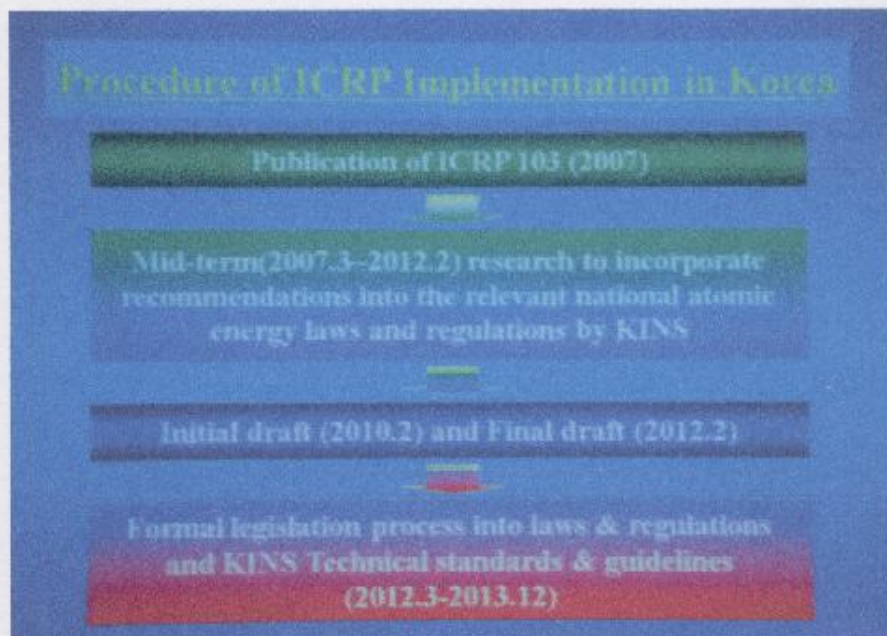 Procedure of ICRP Implementation in Korea
Publication of ICRP 103 (2007)
Mid-term(2007.3–2012.2) research to incorporate
recommendations into the relevant national atomic
energy laws and regulations by KINS
Initial draft (2010.2) and Final draft (2012.2)
Formal legislation process into laws & regulations
and KINS Technical standards & guidelines
(2012.3-2013.12)